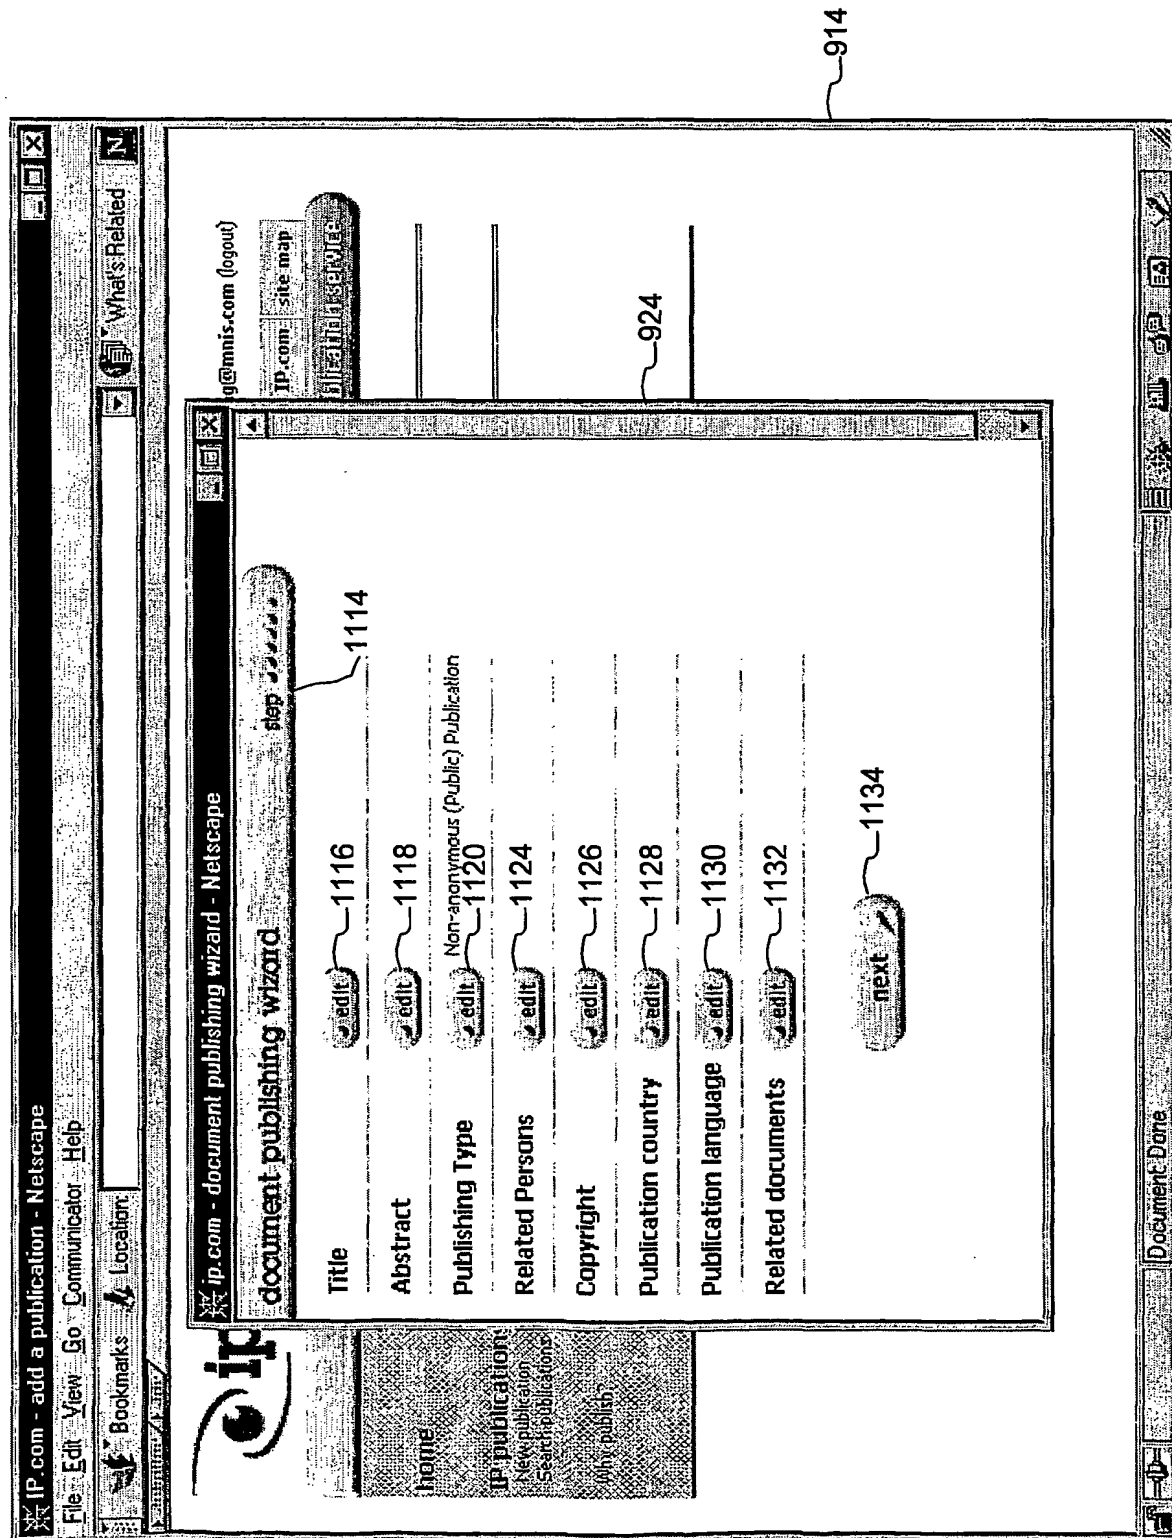 IP.com - add a publication - Netscape
File Edit View Go Communicator Help
Bookmarks Location: What's Related N
g@mnis.com (logout)
IP.com site map
ip
home
IP publication
New publication
Search publications
Why publish?
ip.com - document publishing wizard - Netscape
document publishing wizard step
1114
Title edit 1116
Abstract edit 1118
Publishing Type edit Non-anonymous (Public) Publication
1120
Related Persons edit 1124
Copyright edit 1126
Publication country edit 1128
Publication language edit 1130
Related documents edit 1132
next 1134
924
914
Document: Done